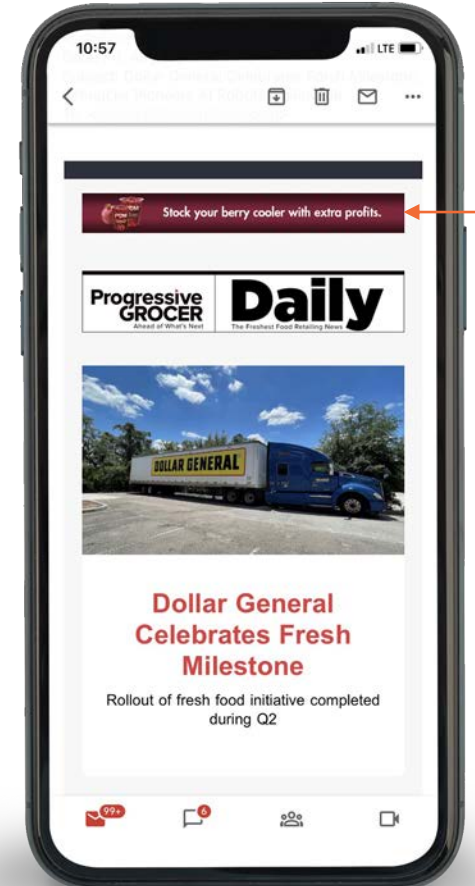 10:57
LTE
POM
Stock your berry cooler with extra profits.
Progressive
GROCER
Ahead of What's Next
Daily
The Freshest Food Retailing News
DOLLAR GENERAL
Dollar General
Celebrates Fresh
Milestone
Rollout of fresh food initiative completed
during Q2
99+
6